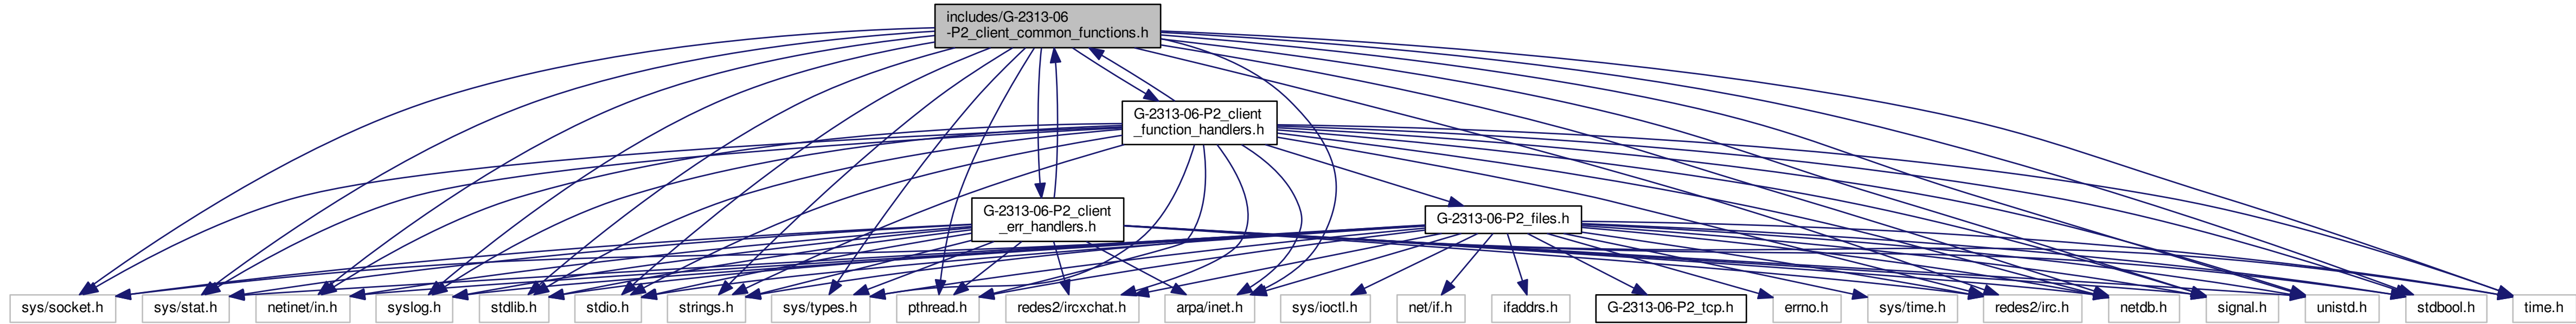 includes/G-2313-06
-P2_client_common_functions.h
G-2313-06-P2_client
_function_handlers.h
G-2313-06-P2_client
_err_handlers.h
G-2313-06-P2_files.h
sys/socket.h
sys/stat.h
netinet/in.h
syslog.h
stdlib.h
stdio.h
strings.h
sys/types.h
pthread.h
redes2/ircxchat.h
arpa/inet.h
sys/ioctl.h
net/if.h
ifaddrs.h
G-2313-06-P2_tcp.h
errno.h
sys/time.h
redes2/irc.h
netdb.h
signal.h
unistd.h
stdbool.h
time.h